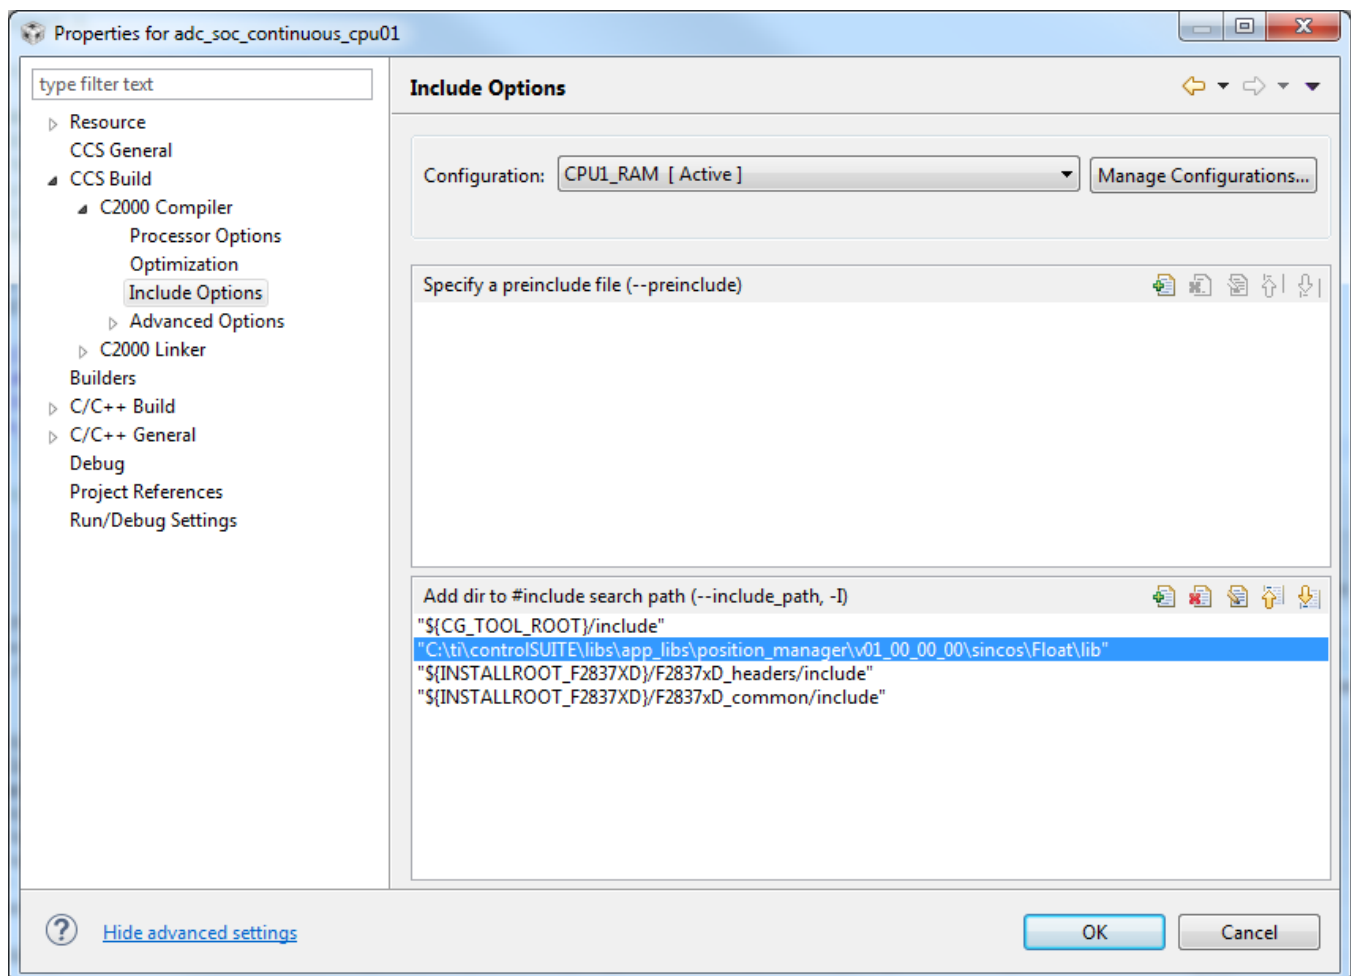 Properties for adc_soc_continuous_cpu01
type filter text
Resource
CCS General
CCS Build
C2000 Compiler
Processor Options
Optimization
Include Options
Advanced Options
C2000 Linker
Builders
C/C++ Build
C/C++ General
Debug
Project References
Run/Debug Settings
Include Options
Configuration: CPU1_RAM [ Active ] Manage Configurations...
Specify a preinclude file (--preinclude)
Add dir to #include search path (--include_path, -I)
"${CG_TOOL_ROOT}/include"
"C:\ti\controlSUITE\libs\app_libs\position_manager\v01_00_00_00\sincos\Float\lib"
"${INSTALLROOT_F2837XD}/F2837xD_headers/include"
"${INSTALLROOT_F2837XD}/F2837xD_common/include"
? Hide advanced settings OK Cancel